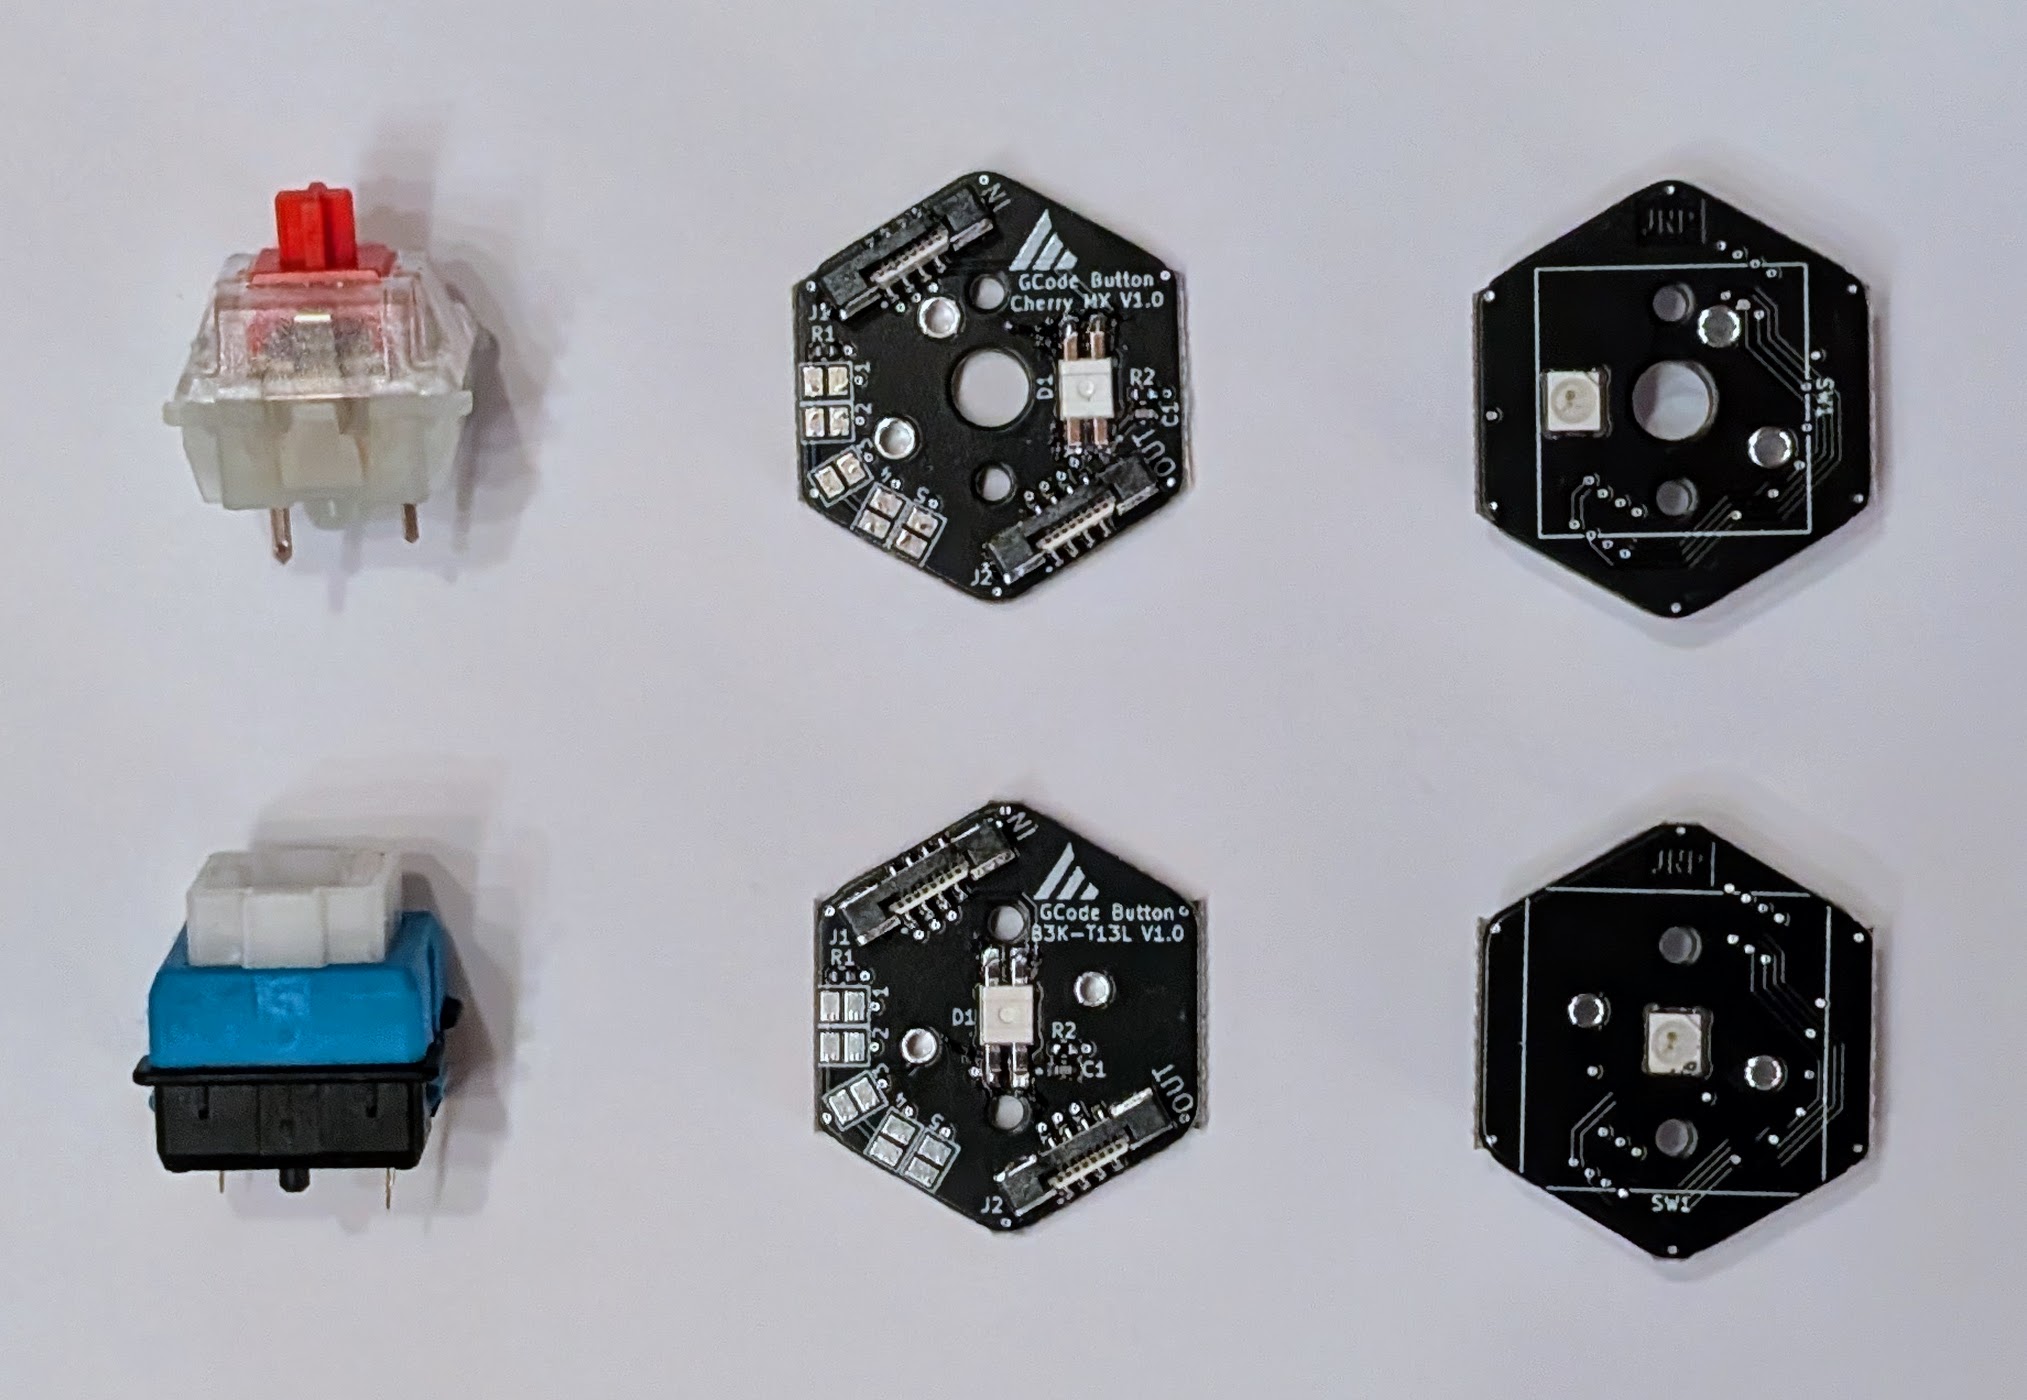 IN
GCode Button
Cherry MX V1.0
J1
R1
1
2
3
4
5
D1
R2
C1
OUT
J2
JRP
SW1
IN
GCode Button
B3K-T13L V1.0
J1
R1
1
2
3
4
5
D1
R2
C1
OUT
J2
JRP
SW1